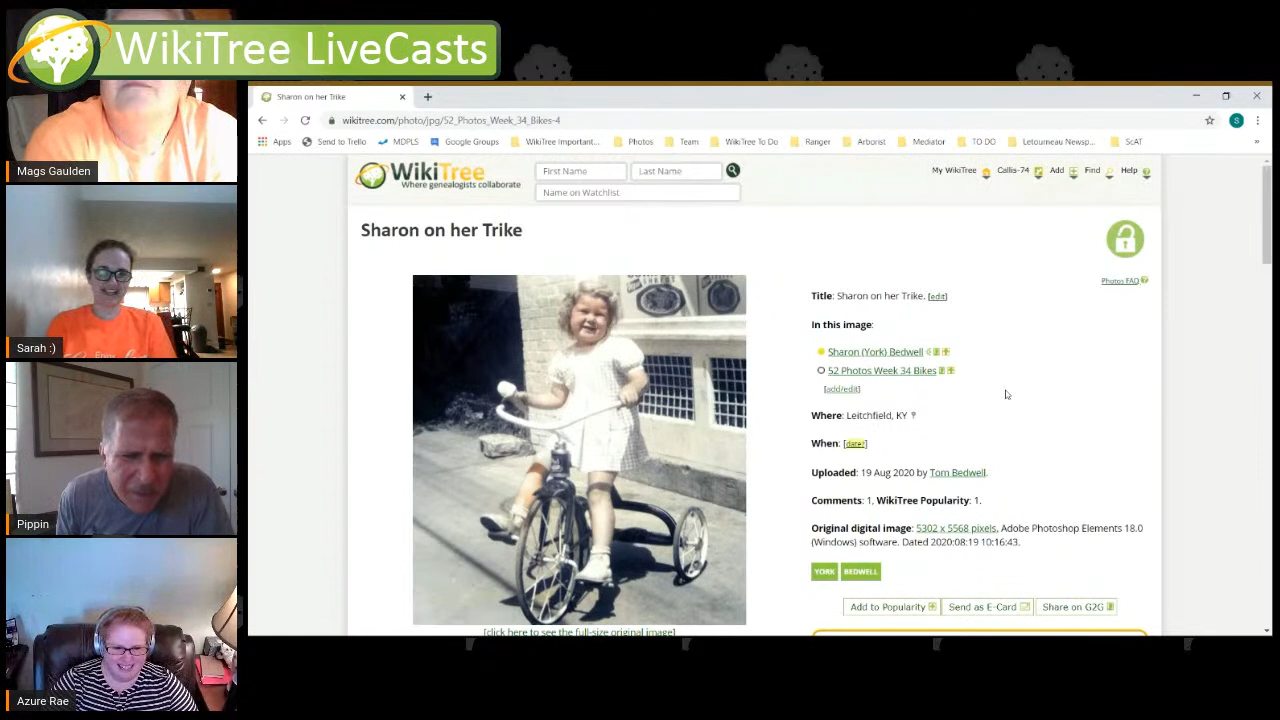 WikiTree LiveCasts
Mags Gaulden
Sarah :)
Pippin
Azure Rae
Sharon on her Trike
wikitree.com/photo/jpg/52_Photos_Week_34_Bikes-4
S
Apps Send to Trello MDPLS Google Groups WikiTree Important... Photos Team WikiTree To Do Ranger Arborist Mediator TO DO Letourneau Newsp... ScAT
WikiTree
Where genealogists collaborate
First Name Last Name
Name on Watchlist
My WikiTree Callis-74 Add Find Help
Sharon on her Trike
Photos FAQ
Title: Sharon on her Trike. [edit]
In this image:
Sharon (York) Bedwell
52 Photos Week 34 Bikes
[add/edit]
Where: Leitchfield, KY
When: [date?]
Uploaded: 19 Aug 2020 by Tom Bedwell.
Comments: 1, WikiTree Popularity: 1.
Original digital image: 5302 x 5568 pixels. Adobe Photoshop Elements 18.0
(Windows) software. Dated 2020:08:19 10:16:43.
YORK BEDWELL
Add to Popularity Send as E-Card Share on G2G
[click here to see the full-size original image]